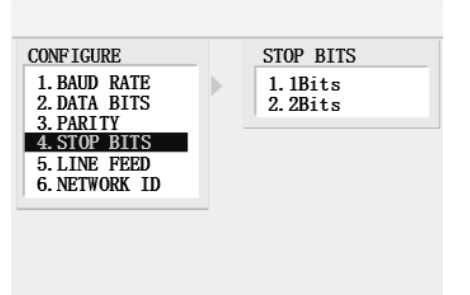 CONFIGURE
1. BAUD RATE
2. DATA BITS
3. PARITY
4. STOP BITS
5. LINE FEED
6. NETWORK ID
STOP BITS
1. 1Bits
2. 2Bits